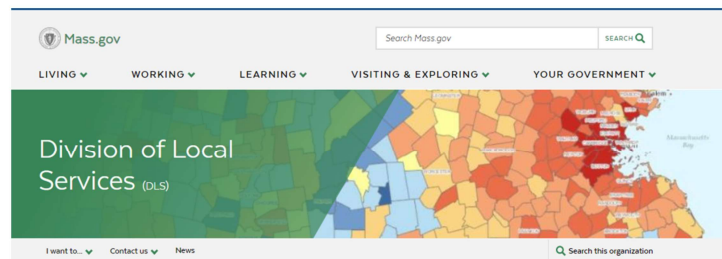 Mass.gov
Search Mass.gov
SEARCH
LIVING
WORKING
LEARNING
VISITING & EXPLORING
YOUR GOVERNMENT
Division of Local
Services (DLS)
Massachusetts
Bay
I want to...
Contact us
News
Search this organization